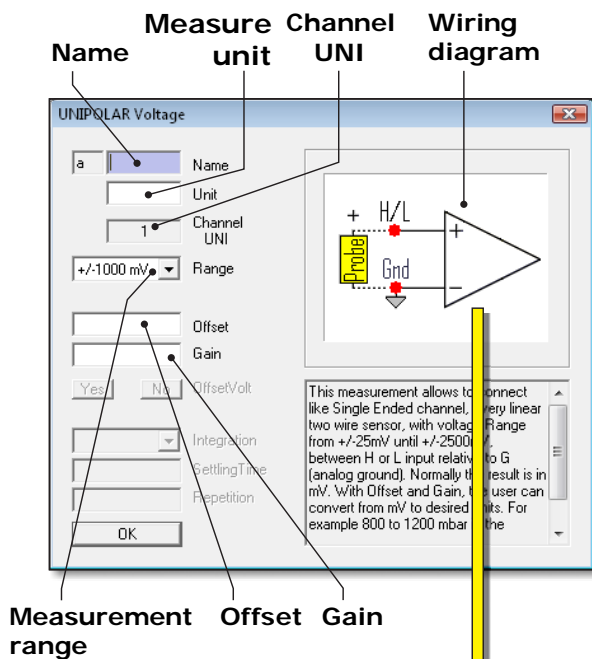 Name
Measure unit
Channel UNI
Wiring diagram
UNIPOLAR Voltage
a
Name
Unit
1
Channel
UNI
+/-1000 mV
Range
Offset
Gain
Yes
No
OffsetVolt
Integration
SettlingTime
Repetition
OK
+
H/L
+
Probe
Gnd
-
This measurement allows to connect
like Single Ended channel, every linear
two wire sensor, with voltage Range
from +/-25mV until +/-2500mV,
between H or L input relative to G
(analog ground). Normally the result is in
mV. With Offset and Gain, the user can
convert from mV to desired units. For
example 800 to 1200 mbar the
Measurement range
Offset
Gain